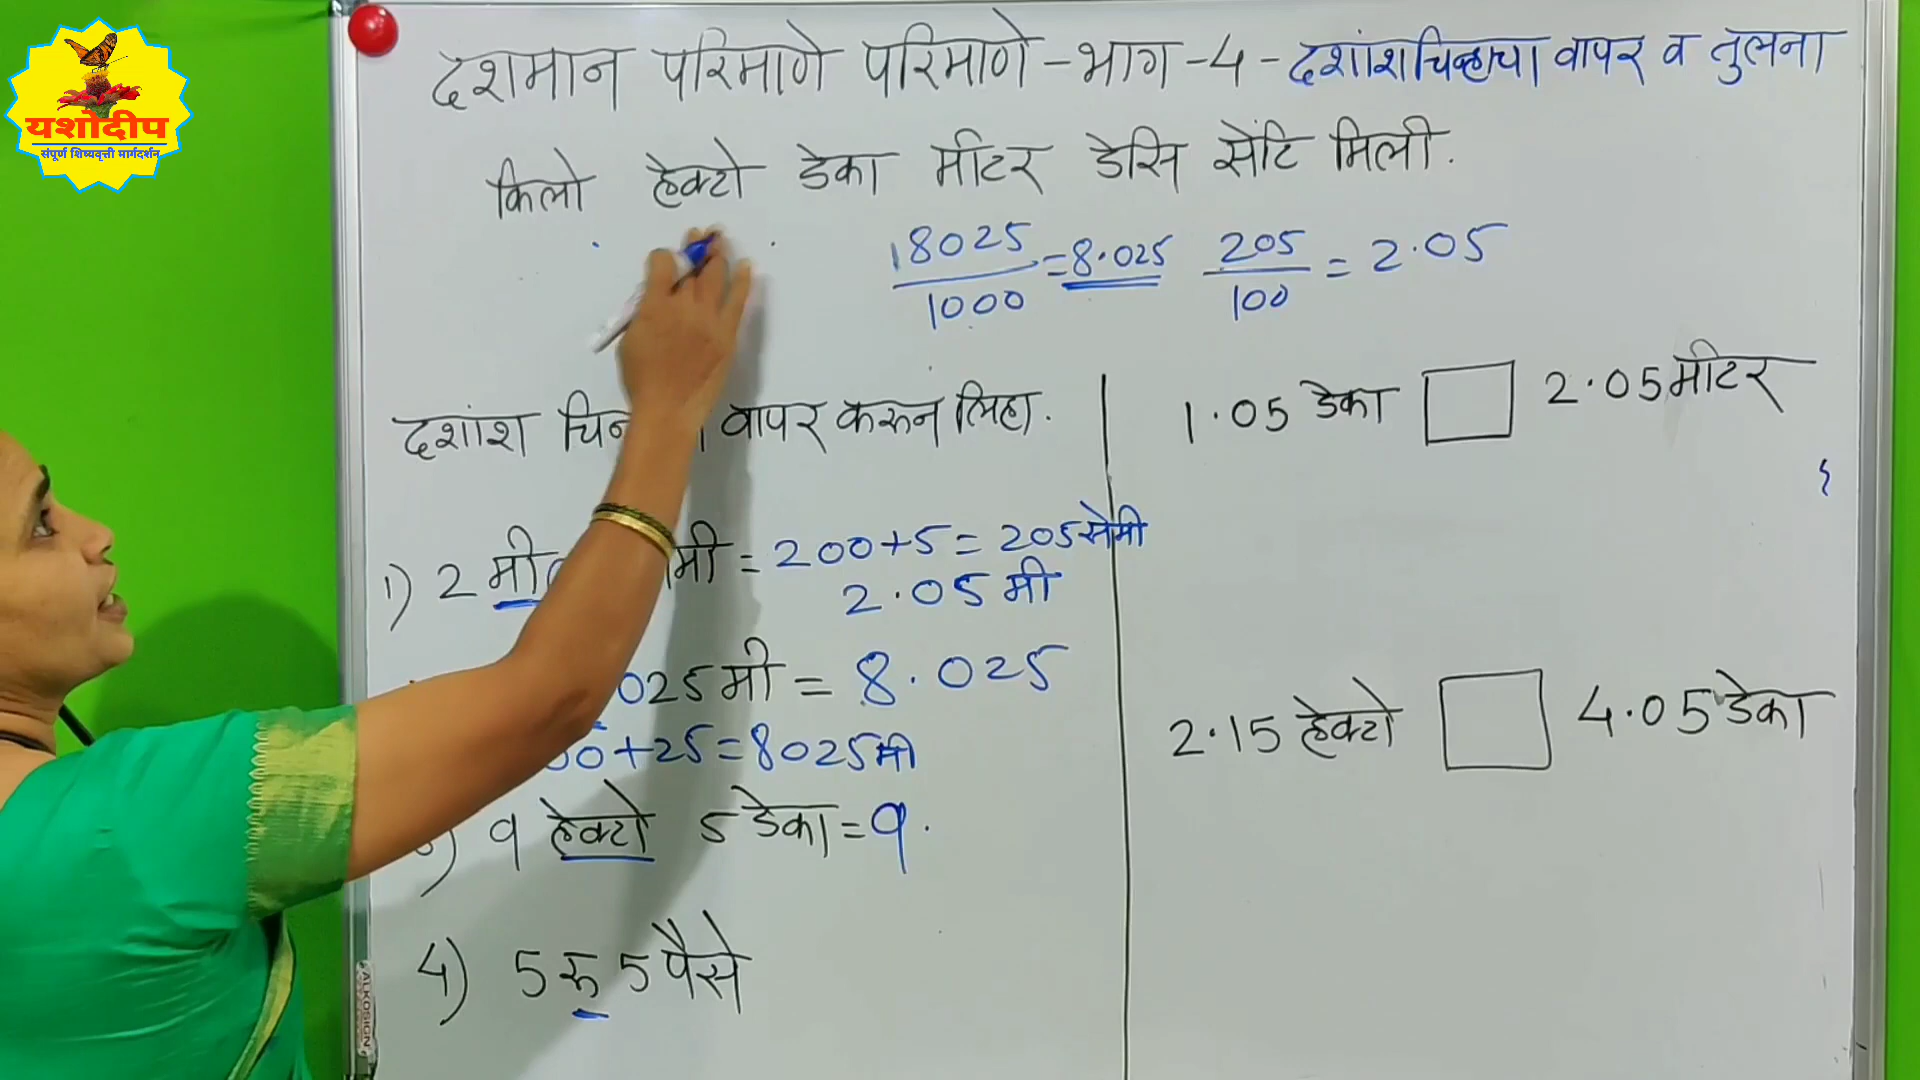 यशोदीप
संपूर्ण शिष्यवृत्ती मार्गदर्शन
दशमान परिमाणे परिमाणे - भाग - 4 - दशांश चिन्हाचा वापर व तुलना
किलो हेक्टो डेका मीटर डेसि सेंटि मिली.
8025/1000 = 8.025 205/100 = 2.05
दशांश वापर करून लिहा.
1) 2 मी = 200+5 = 205 सेमी
2.05 मी
025 मी = 8.025
+25 = 8025 मी
9 हेक्टो 5 डेका = 9.
4) 5 रु 5 पैसे
1.05 डेका □ 2.05 मीटर
2.15 हेक्टो □ 4.05 डेका
ALKOSIGN